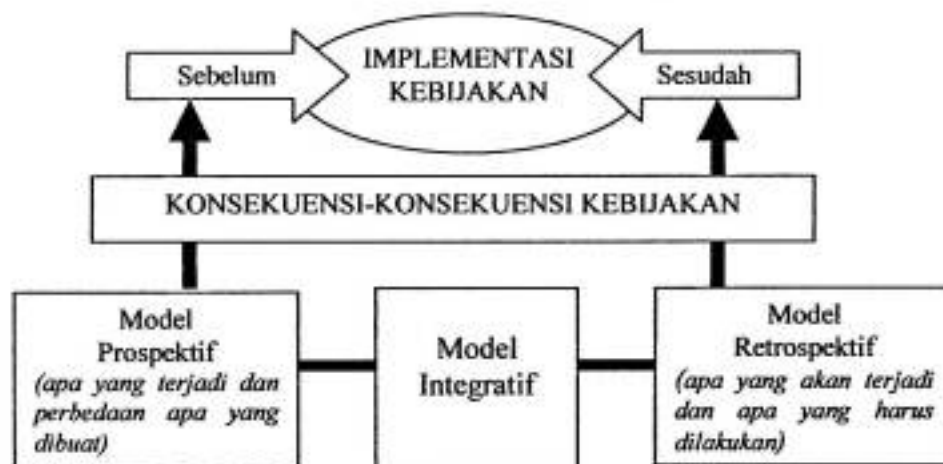 Sebelum
IMPLEMENTASI
KEBIJAKAN
Sesudah
KONSEKUENSI-KONSEKUENSI KEBIJAKAN
Model
Prospektif
(apa yang terjadi dan
perbedaan apa yang
dibuat)
Model
Integratif
Model
Retrospektif
(apa yang akan terjadi
dan apa yang harus
dilakukan)